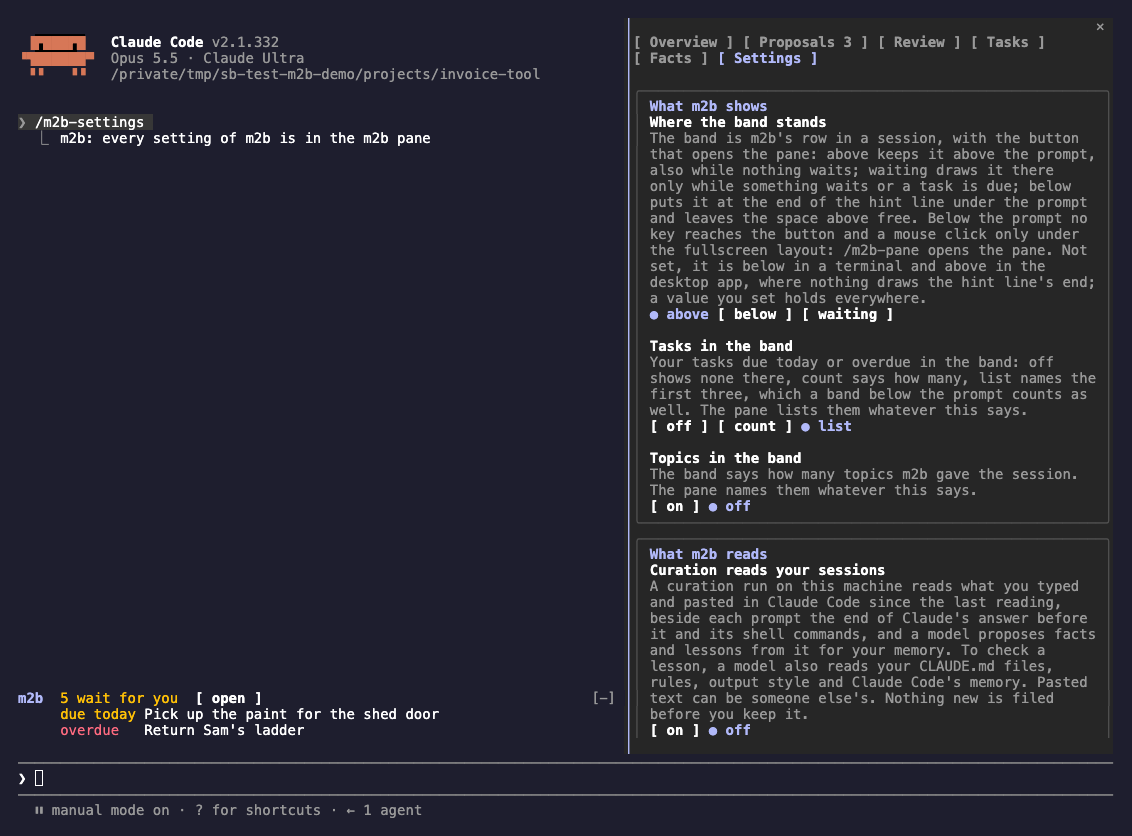 Claude Code v2.1.332
Opus 5.5 · Claude Ultra
/private/tmp/sb-test-m2b-demo/projects/invoice-tool
❯ /m2b-settings
⎿ m2b: every setting of m2b is in the m2b pane
m2b 5 wait for you [ open ] [−]
due today Pick up the paint for the shed door
overdue Return Sam's ladder
×
[ Overview ] [ Proposals 3 ] [ Review ] [ Tasks ]
[ Facts ] [ Settings ]
What m2b shows
Where the band stands
The band is m2b's row in a session, with the button
that opens the pane: above keeps it above the prompt,
also while nothing waits; waiting draws it there
only while something waits or a task is due; below
puts it at the end of the hint line under the prompt
and leaves the space above free. Below the prompt no
key reaches the button and a mouse click only under
the fullscreen layout: /m2b-pane opens the pane. Not
set, it is below in a terminal and above in the
desktop app, where nothing draws the hint line's end;
a value you set holds everywhere.
● above [ below ] [ waiting ]
Tasks in the band
Your tasks due today or overdue in the band: off
shows none there, count says how many, list names the
first three, which a band below the prompt counts as
well. The pane lists them whatever this says.
[ off ] [ count ] ● list
Topics in the band
The band says how many topics m2b gave the session.
The pane names them whatever this says.
[ on ] ● off
What m2b reads
Curation reads your sessions
A curation run on this machine reads what you typed
and pasted in Claude Code since the last reading,
beside each prompt the end of Claude's answer before
it and its shell commands, and a model proposes facts
and lessons from it for your memory. To check a
lesson, a model also reads your CLAUDE.md files,
rules, output style and Claude Code's memory. Pasted
text can be someone else's. Nothing new is filed
before you keep it.
[ on ] ● off
❯
⏸ manual mode on · ? for shortcuts · ← 1 agent